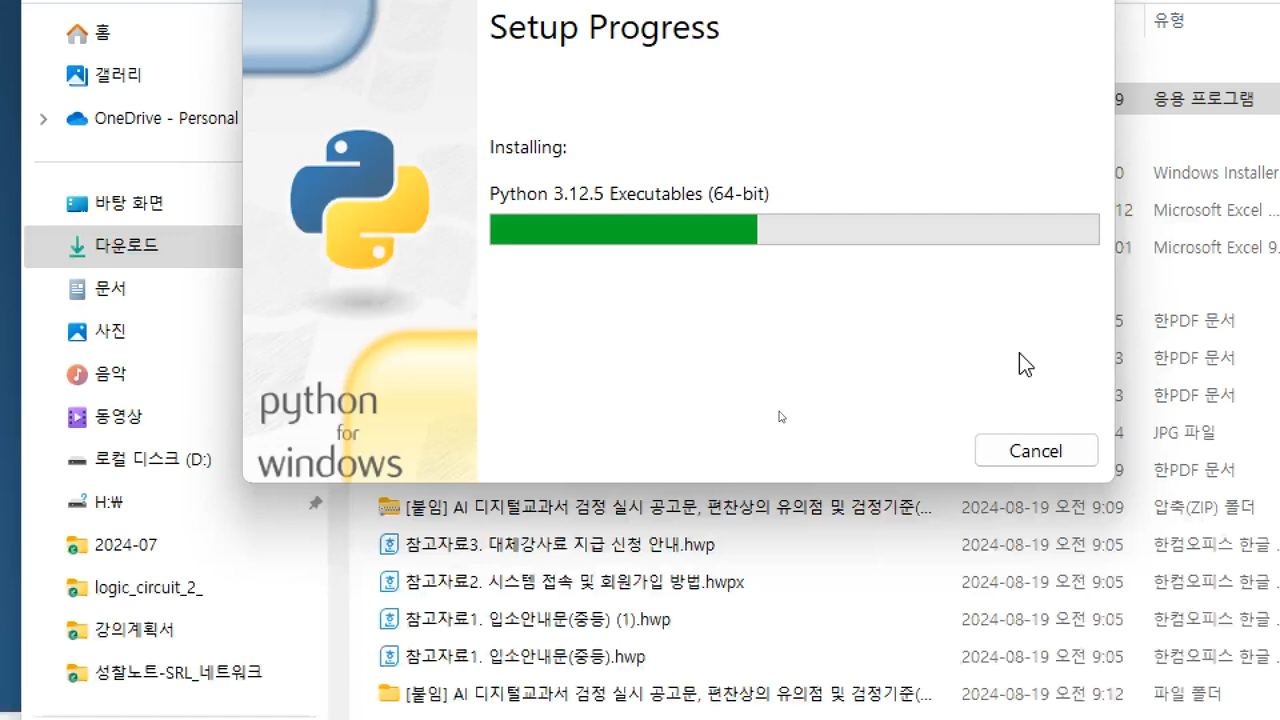 홈
갤러리
OneDrive - Personal
바탕 화면
다운로드
문서
사진
음악
동영상
로컬 디스크 (D:)
H:₩
2024-07
logic_circuit_2_
강의계획서
성찰노트-SRL_네트워크
Setup Progress
Installing:
Python 3.12.5 Executables (64-bit)
python
for
windows
Cancel
유형
9 응용 프로그램
0 Windows Installer
12 Microsoft Excel ...
01 Microsoft Excel 9.
5 한PDF 문서
3 한PDF 문서
3 한PDF 문서
4 JPG 파일
9 한PDF 문서
[붙임] AI 디지털교과서 검정 실시 공고문, 편찬상의 유의점 및 검정기준(... 2024-08-19 오전 9:09 압축(ZIP) 폴더
참고자료3. 대체강사료 지급 신청 안내.hwp 2024-08-19 오전 9:05 한컴오피스 한글 .
참고자료2. 시스템 접속 및 회원가입 방법.hwpx 2024-08-19 오전 9:05 한컴오피스 한글 .
참고자료1. 입소안내문(중등) (1).hwp 2024-08-19 오전 9:05 한컴오피스 한글 .
참고자료1. 입소안내문(중등).hwp 2024-08-19 오전 9:05 한컴오피스 한글 .
[붙임] AI 디지털교과서 검정 실시 공고문, 편찬상의 유의점 및 검정기준(... 2024-08-19 오전 9:12 파일 폴더